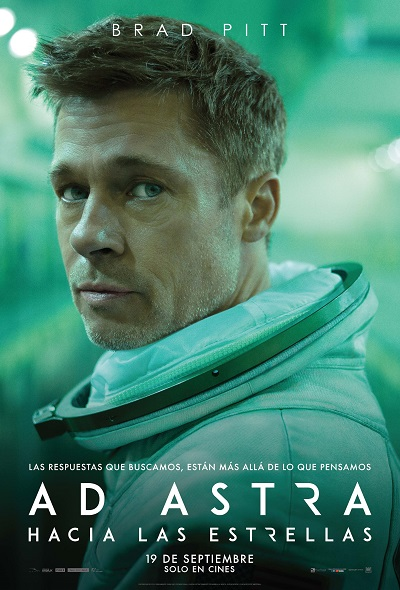 BRAD PITT
LAS RESPUESTAS QUE BUSCAMOS, ESTÁN MÁS ALLÁ DE LO QUE PENSAMOS
AD ASTRA
HACIA LAS ESTRELLAS
19 DE SEPTIEMBRE
SOLO EN CINES